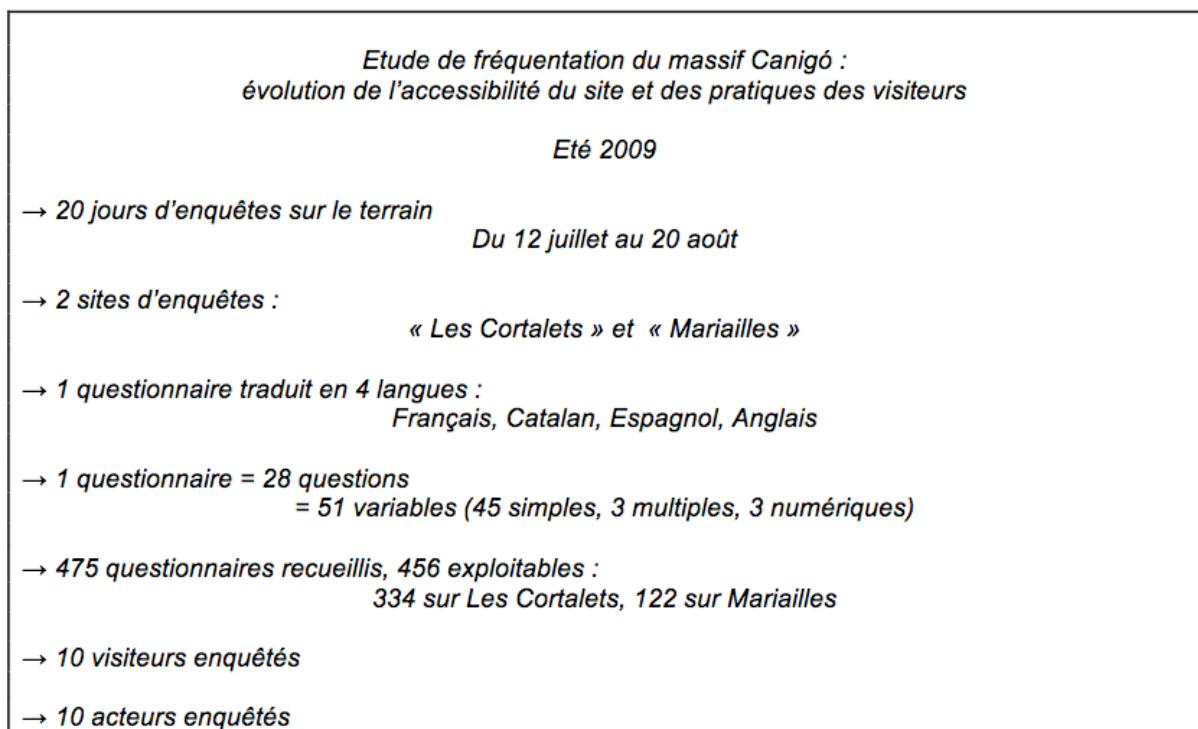 Etude de fréquentation du massif Canigó :
évolution de l'accessibilité du site et des pratiques des visiteurs
Eté 2009
→ 20 jours d'enquêtes sur le terrain
Du 12 juillet au 20 août
→ 2 sites d'enquêtes :
« Les Cortalets » et « Mariailles »
→ 1 questionnaire traduit en 4 langues :
Français, Catalan, Espagnol, Anglais
→ 1 questionnaire = 28 questions
= 51 variables (45 simples, 3 multiples, 3 numériques)
→ 475 questionnaires recueillis, 456 exploitables :
334 sur Les Cortalets, 122 sur Mariailles
→ 10 visiteurs enquêtés
→ 10 acteurs enquêtés